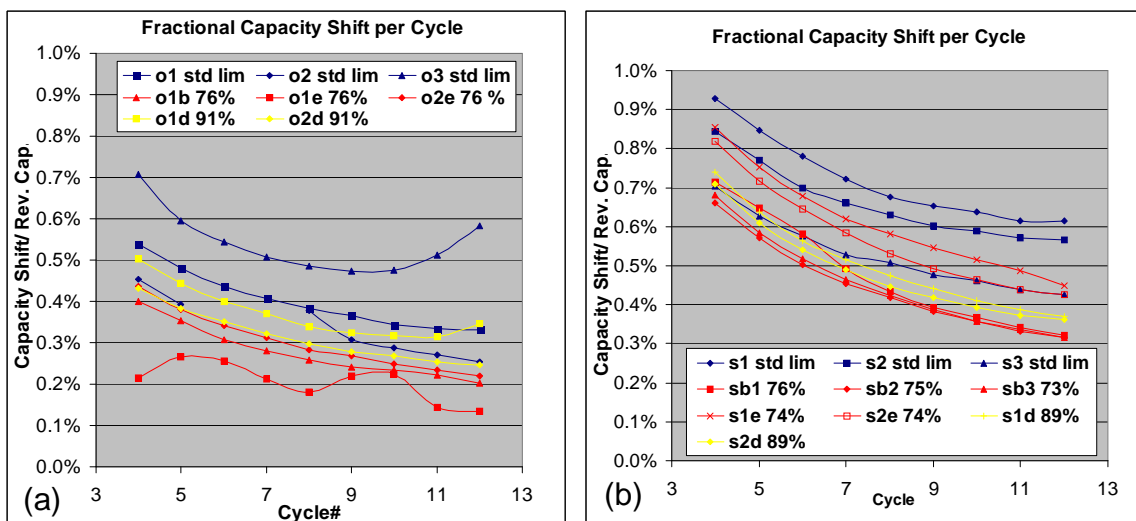 Fractional Capacity Shift per Cycle
1.0%
0.9%
0.8%
0.7%
0.6%
0.5%
0.4%
0.3%
0.2%
0.1%
0.0%
o1 std lim o2 std lim o3 std lim
o1b 76% o1e 76% o2e 76 %
o1d 91% o2d 91%
Capacity Shift/ Rev. Cap.
3 5 7 9 11 13
Cycle#
(a)
Fractional Capacity Shift per Cycle
1.0%
0.9%
0.8%
0.7%
0.6%
0.5%
0.4%
0.3%
0.2%
0.1%
0.0%
Capacity Shift/ Rev. Cap.
s1 std lim s2 std lim s3 std lim
sb1 76% sb2 75% sb3 73%
s1e 74% s2e 74% s1d 89%
s2d 89%
3 5 7 9 11 13
Cycle
(b)